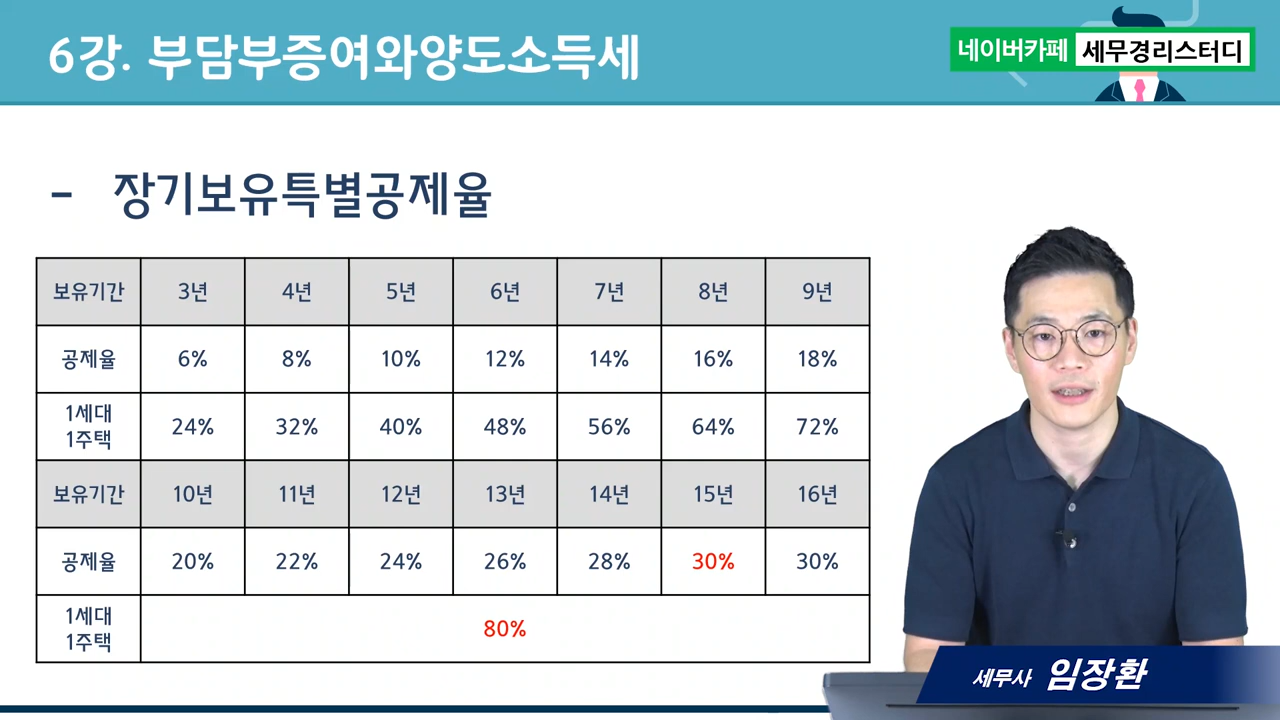 6강. 부담부증여와양도소득세
네이버카페 세무경리스터디
- 장기보유특별공제율
보유기간 3년 4년 5년 6년 7년 8년 9년
공제율 6% 8% 10% 12% 14% 16% 18%
1세대
1주택 24% 32% 40% 48% 56% 64% 72%
보유기간 10년 11년 12년 13년 14년 15년 16년
공제율 20% 22% 24% 26% 28% 30% 30%
1세대
1주택 80%
세무사 임장환